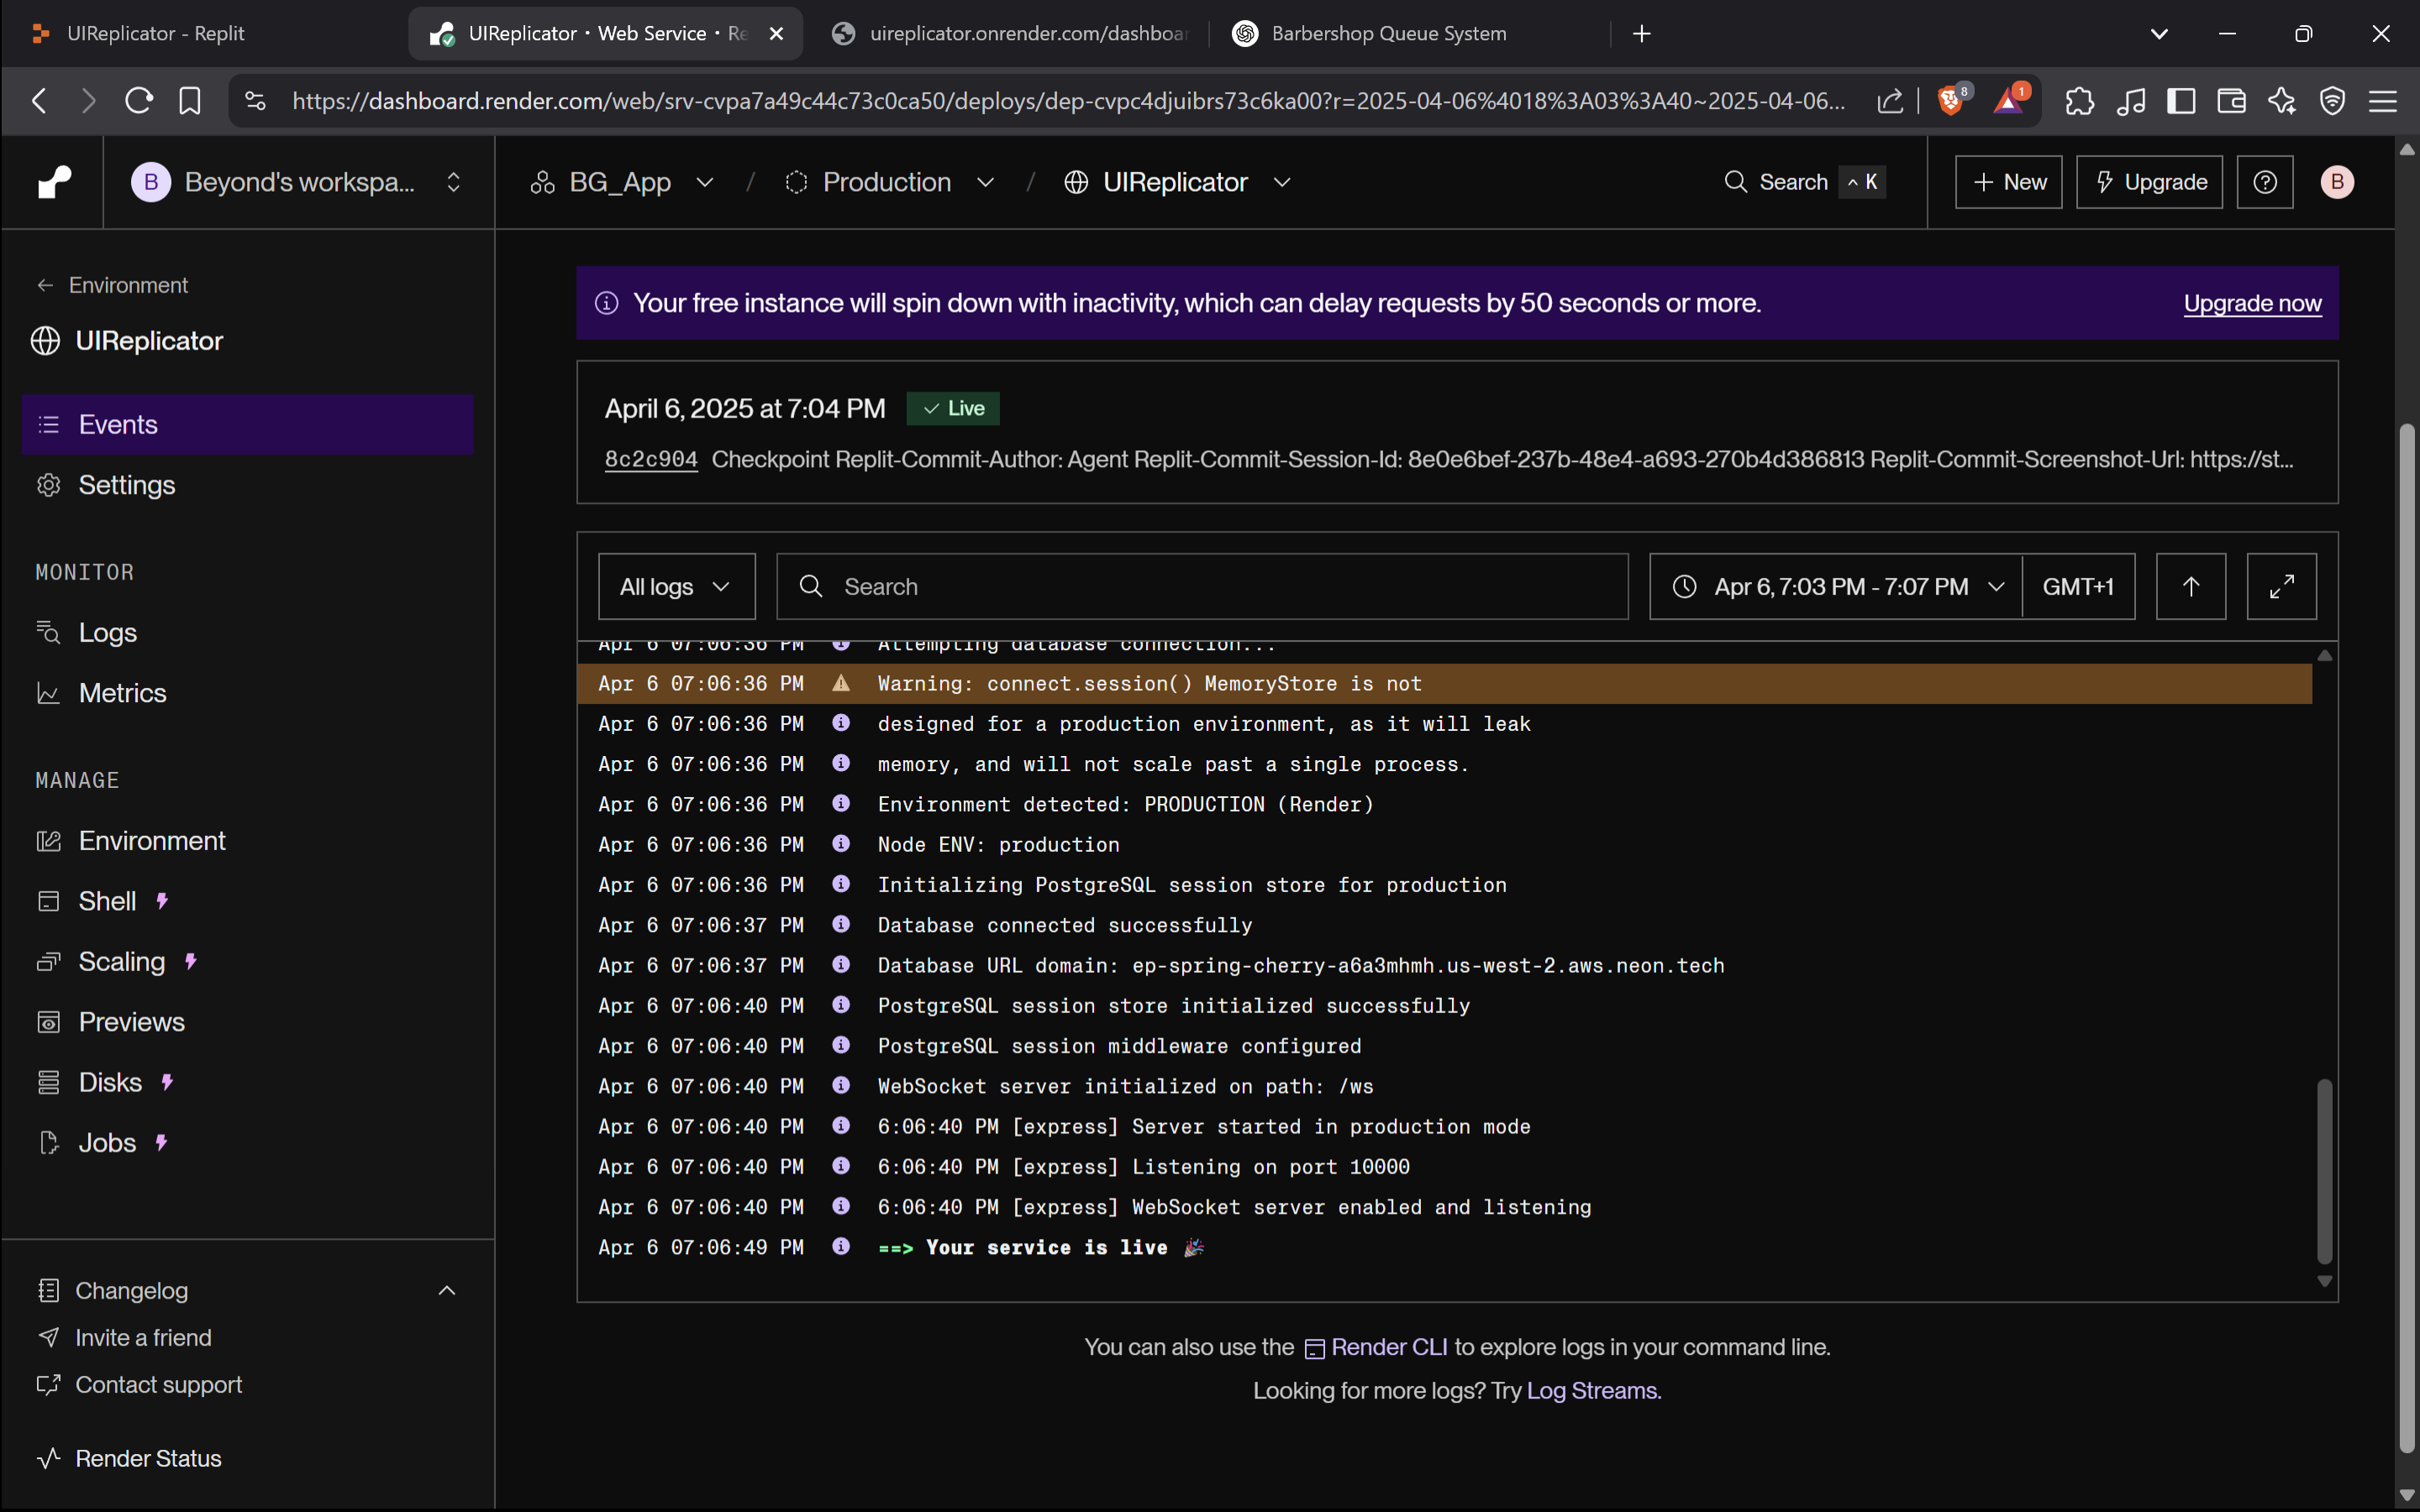 UIReplicator - Replit
UIReplicator · Web Service · Re
uireplicator.onrender.com/dashboar
Barbershop Queue System
https://dashboard.render.com/web/srv-cvpa7a49c44c73c0ca50/deploys/dep-cvpc4djuibrs73c6ka00?r=2025-04-06%4018%3A03%3A40~2025-04-06...
8
1
B Beyond's workspa...
BG_App / Production / UIReplicator
Search ^ K
+ New
Upgrade
B
← Environment
UIReplicator
Events
Settings
MONITOR
Logs
Metrics
MANAGE
Environment
Shell
Scaling
Previews
Disks
Jobs
Changelog
Invite a friend
Contact support
Render Status
Your free instance will spin down with inactivity, which can delay requests by 50 seconds or more.
Upgrade now
April 6, 2025 at 7:04 PM ✓ Live
8c2c904 Checkpoint Replit-Commit-Author: Agent Replit-Commit-Session-Id: 8e0e6bef-237b-48e4-a693-270b4d386813 Replit-Commit-Screenshot-Url: https://st...
All logs
Search
Apr 6, 7:03 PM - 7:07 PM
GMT+1
Apr 6 07:06:36 PM Attempting database connection...
Apr 6 07:06:36 PM Warning: connect.session() MemoryStore is not
Apr 6 07:06:36 PM designed for a production environment, as it will leak
Apr 6 07:06:36 PM memory, and will not scale past a single process.
Apr 6 07:06:36 PM Environment detected: PRODUCTION (Render)
Apr 6 07:06:36 PM Node ENV: production
Apr 6 07:06:36 PM Initializing PostgreSQL session store for production
Apr 6 07:06:37 PM Database connected successfully
Apr 6 07:06:37 PM Database URL domain: ep-spring-cherry-a6a3mhmh.us-west-2.aws.neon.tech
Apr 6 07:06:40 PM PostgreSQL session store initialized successfully
Apr 6 07:06:40 PM PostgreSQL session middleware configured
Apr 6 07:06:40 PM WebSocket server initialized on path: /ws
Apr 6 07:06:40 PM 6:06:40 PM [express] Server started in production mode
Apr 6 07:06:40 PM 6:06:40 PM [express] Listening on port 10000
Apr 6 07:06:40 PM 6:06:40 PM [express] WebSocket server enabled and listening
Apr 6 07:06:49 PM ==> Your service is live 🎉
You can also use the Render CLI to explore logs in your command line.
Looking for more logs? Try Log Streams.